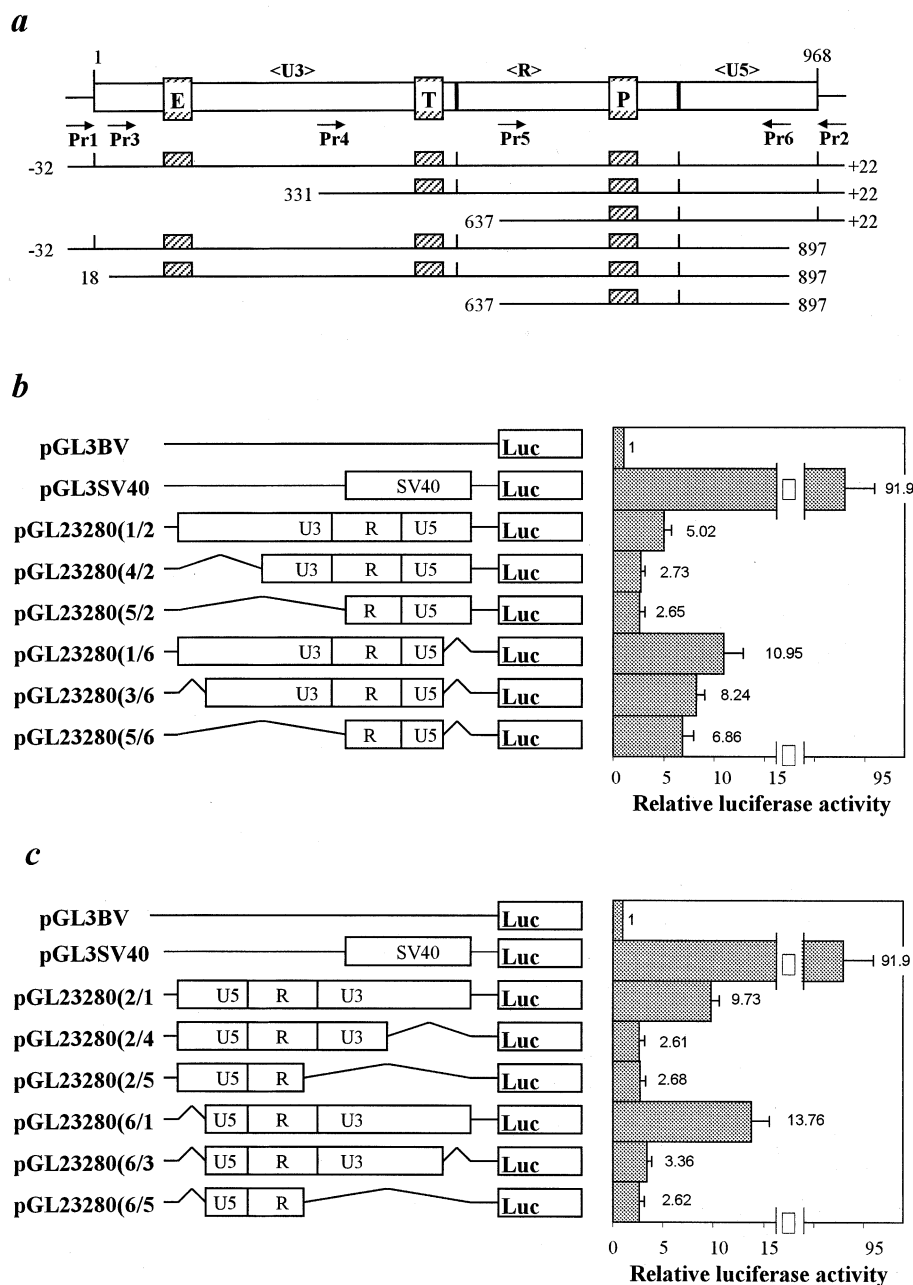 a
1 <U3> <R> <U5> 968
E T P
Pr1 Pr3 Pr4 Pr5 Pr6 Pr2
-32 +22
331 +22
637 +22
-32 897
18 897
637 897
b
pGL3BV Luc 1
pGL3SV40 SV40 Luc 91.9
pGL23280(1/2 U3 R U5 Luc 5.02
pGL23280(4/2 U3 R U5 Luc 2.73
pGL23280(5/2 R U5 Luc 2.65
pGL23280(1/6 U3 R U5 Luc 10.95
pGL23280(3/6 U3 R U5 Luc 8.24
pGL23280(5/6 R U5 Luc 6.86
0 5 10 15 95
Relative luciferase activity
c
pGL3BV Luc 1
pGL3SV40 SV40 Luc 91.9
pGL23280(2/1 U5 R U3 Luc 9.73
pGL23280(2/4 U5 R U3 Luc 2.61
pGL23280(2/5 U5 R Luc 2.68
pGL23280(6/1 U5 R U3 Luc 13.76
pGL23280(6/3 U5 R U3 Luc 3.36
pGL23280(6/5 U5 R Luc 2.62
0 5 10 15 95
Relative luciferase activity